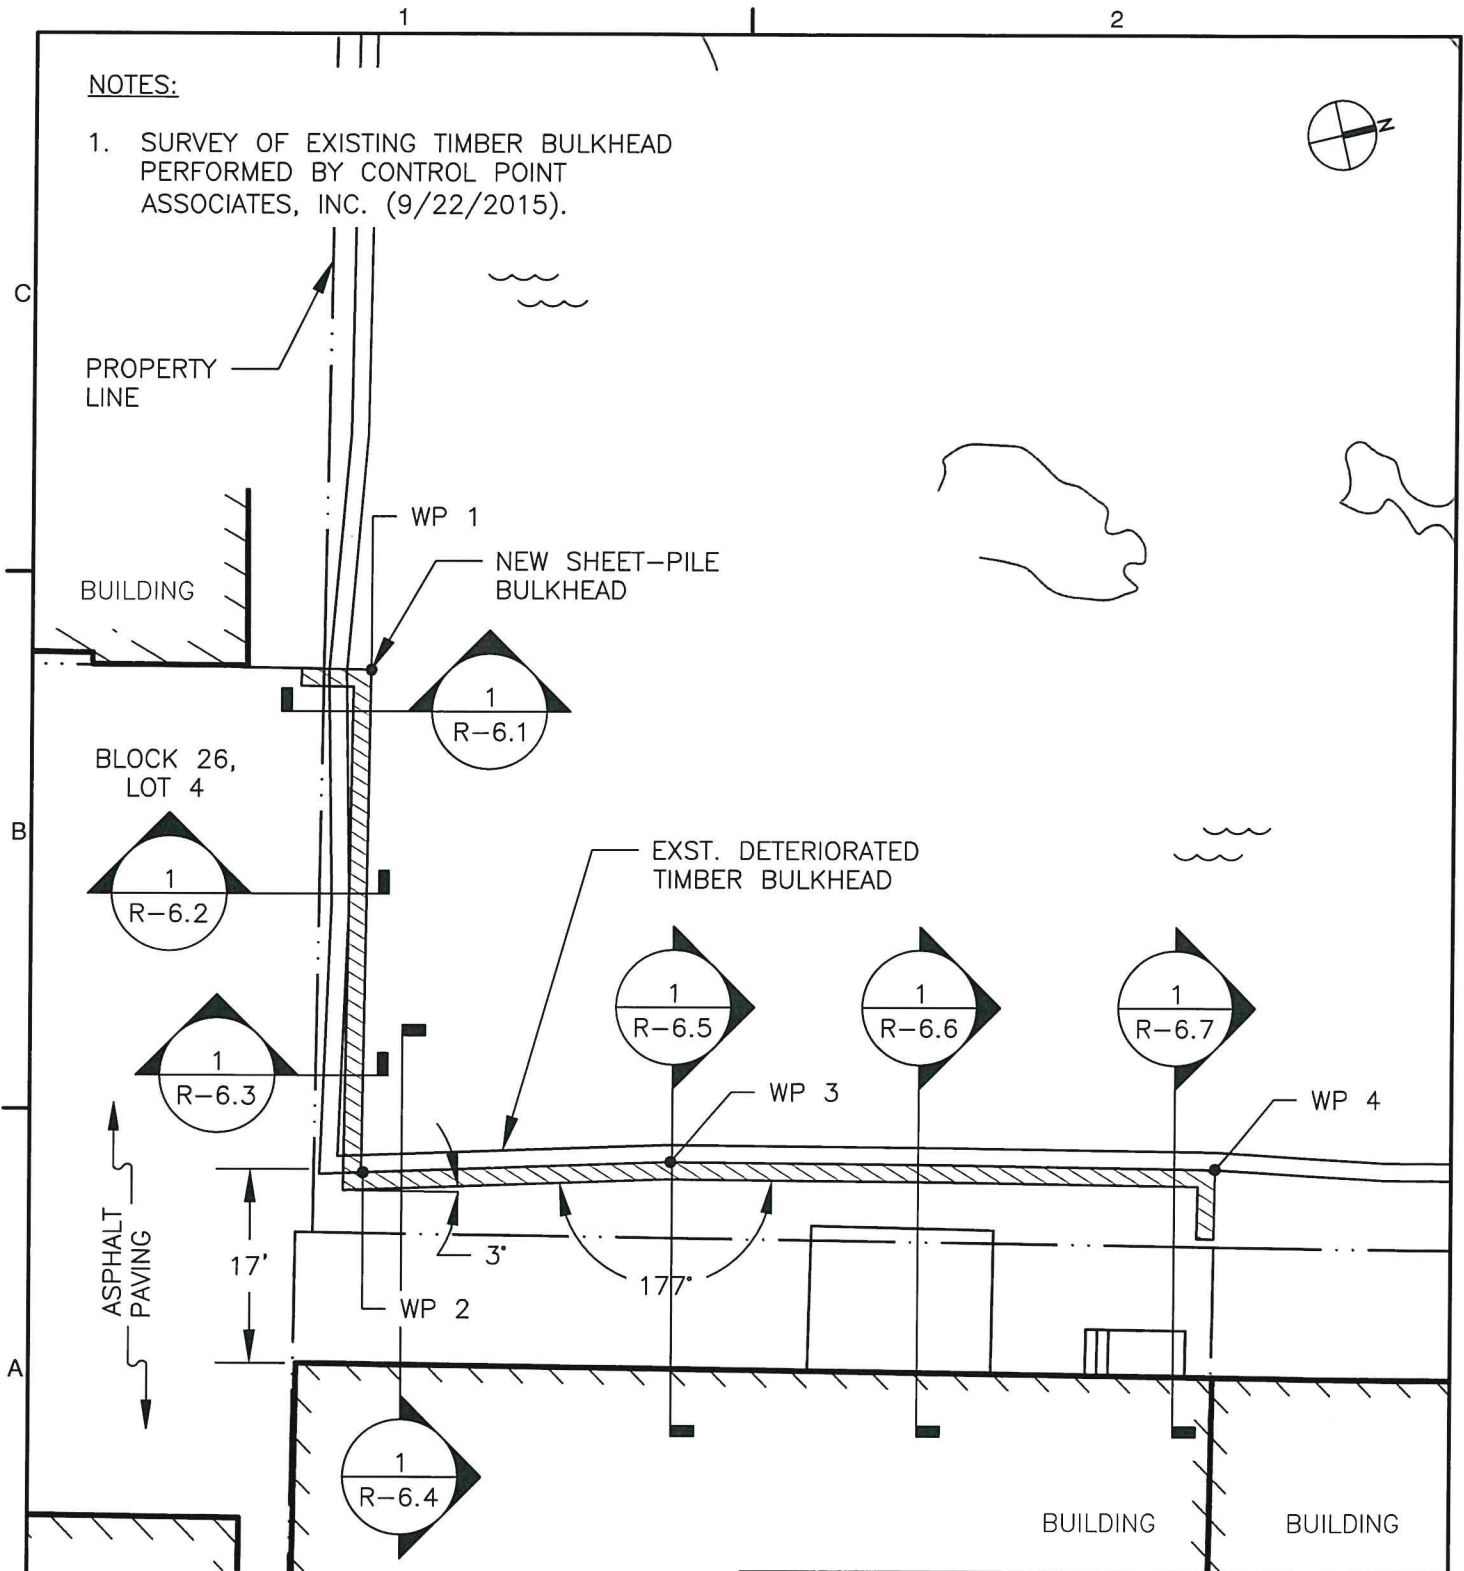 1
2
NOTES:
1. SURVEY OF EXISTING TIMBER BULKHEAD
PERFORMED BY CONTROL POINT
ASSOCIATES, INC. (9/22/2015).
N
C
PROPERTY
LINE
WP 1
NEW SHEET-PILE
BULKHEAD
BUILDING
1
R-6.1
BLOCK 26,
LOT 4
B
EXST. DETERIORATED
TIMBER BULKHEAD
1
R-6.2
1
R-6.5
1
R-6.6
1
R-6.7
1
R-6.3
WP 3
WP 4
ASPHALT
PAVING
17'
3°
177°
WP 2
A
1
R-6.4
BUILDING
BUILDING